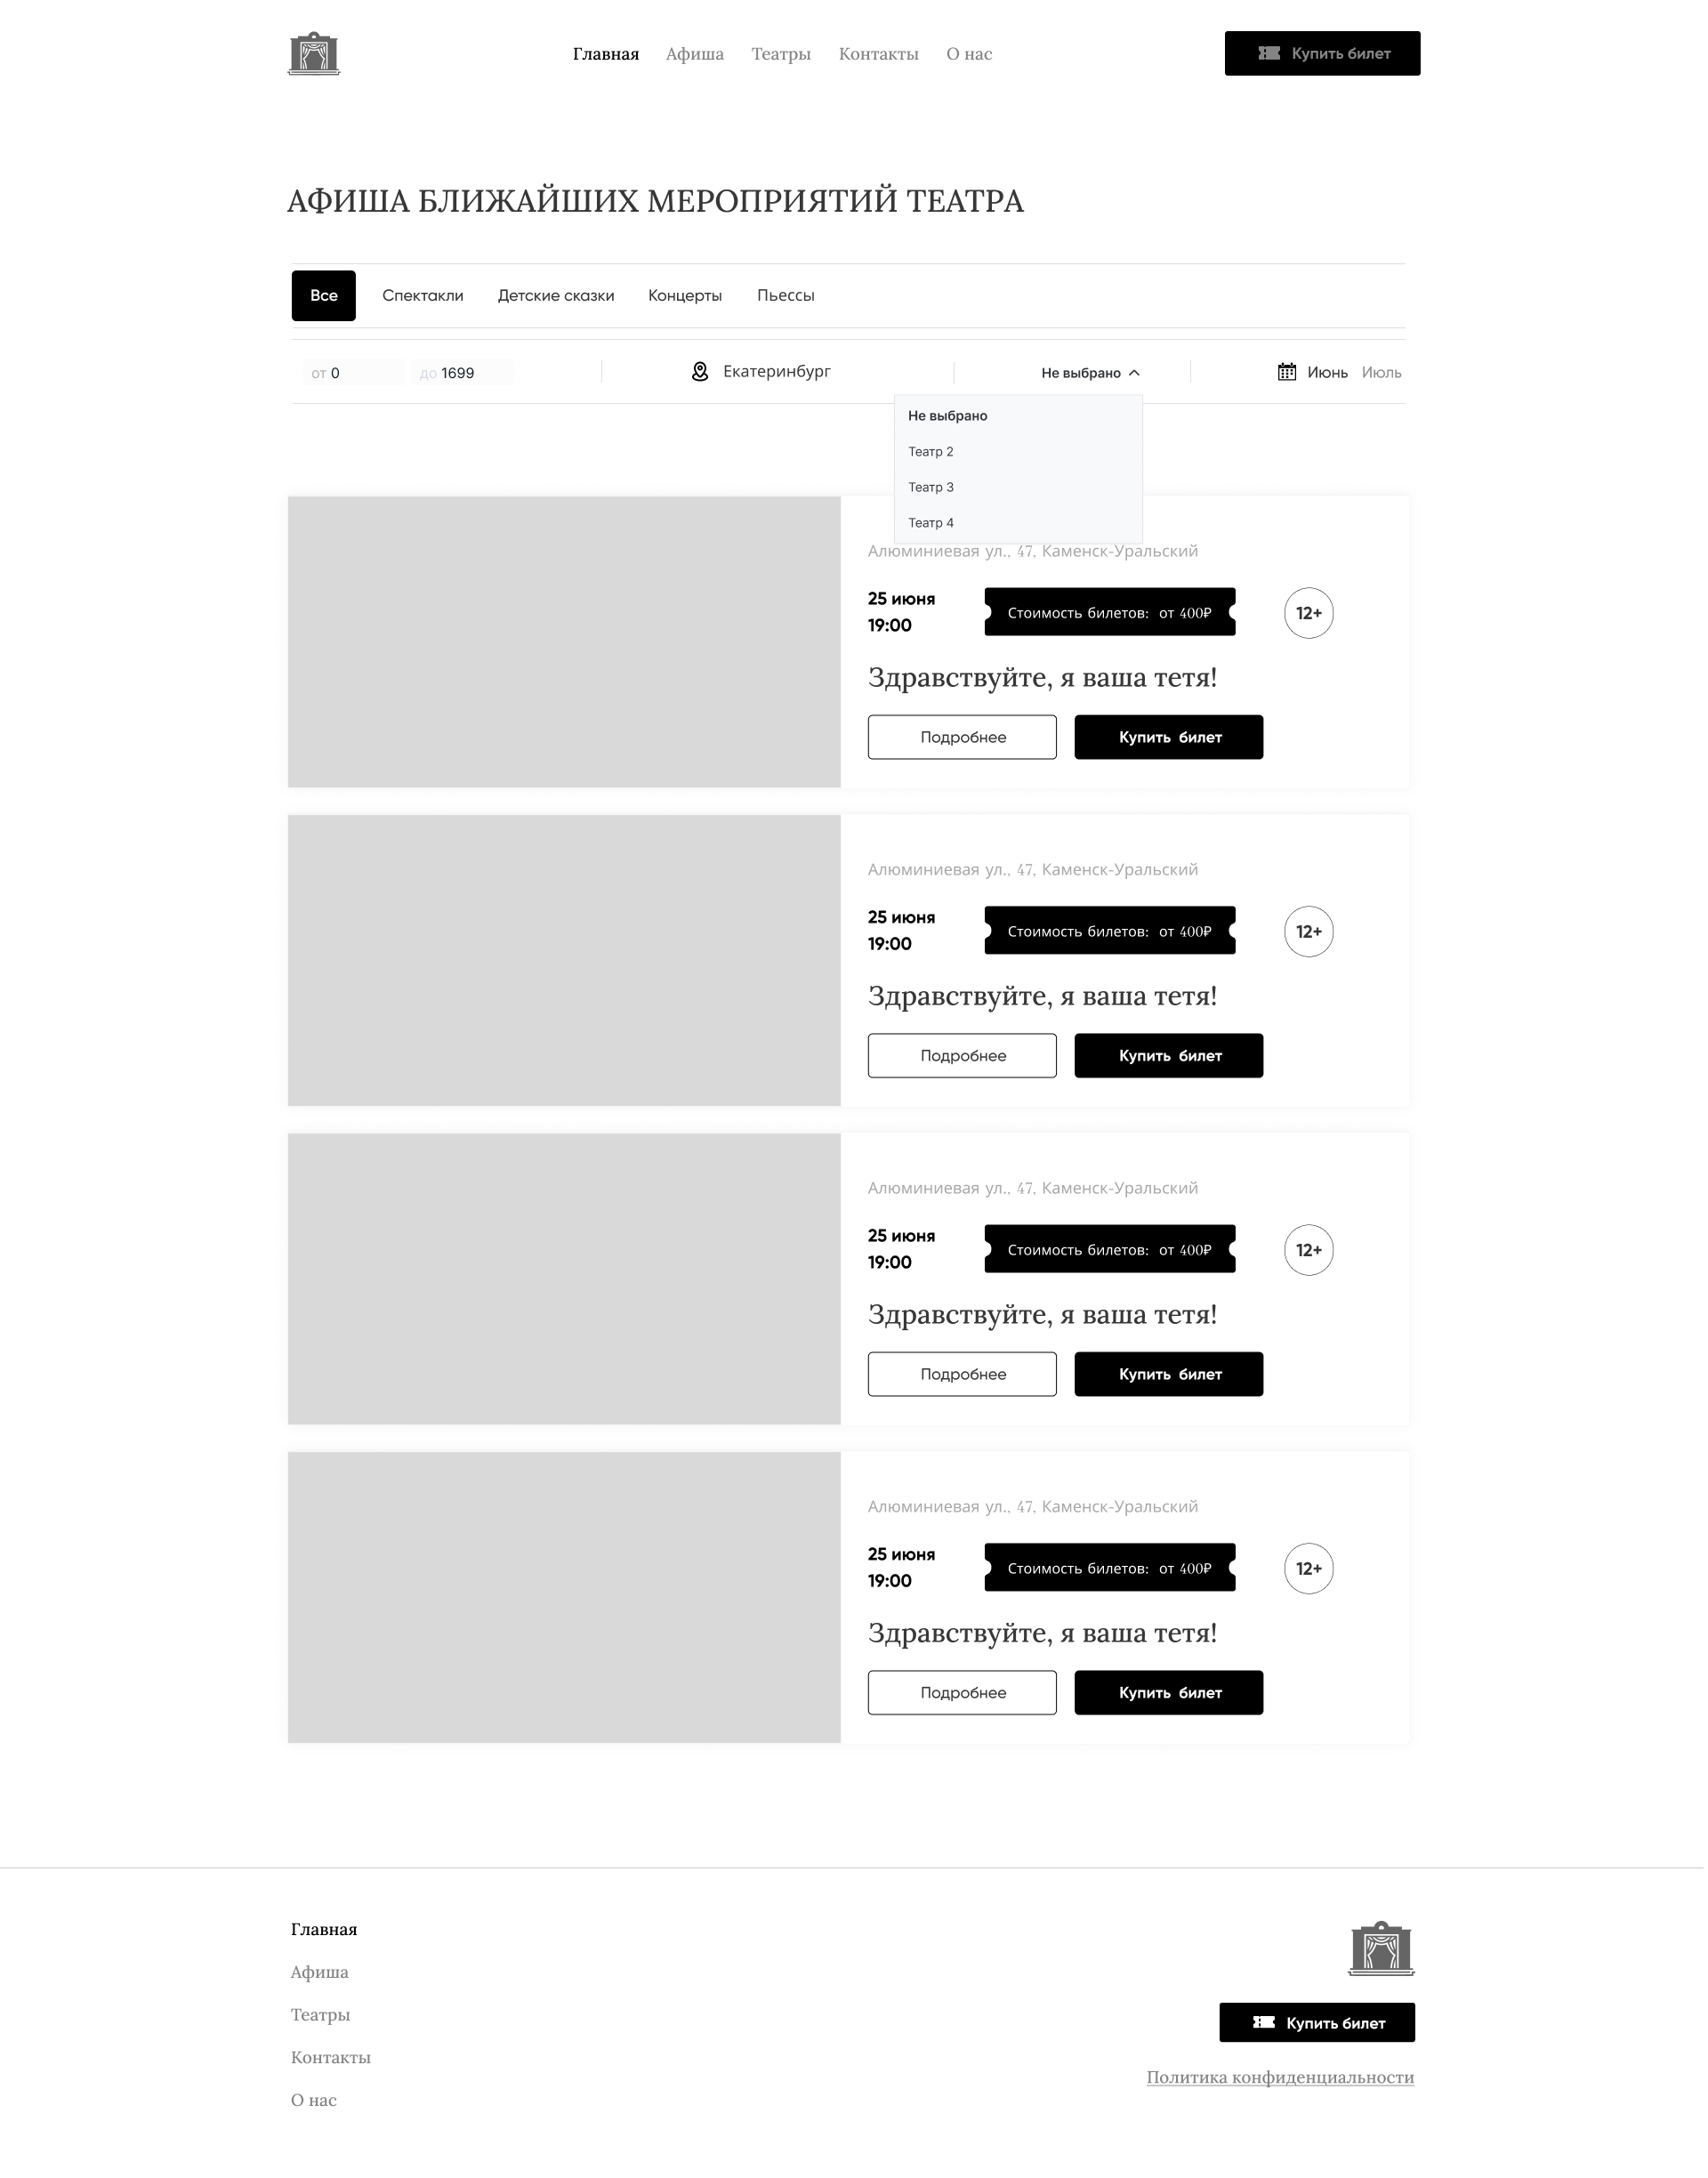 Главная Афиша Театры Контакты О нас Купить билет
АФИША БЛИЖАЙШИХ МЕРОПРИЯТИЙ ТЕАТРА
Все Спектакли Детские сказки Концерты Пьессы
от 0 до 1699 Екатеринбург Не выбрано Июнь Июль
Не выбрано
Театр 2
Театр 3
Театр 4
Алюминиевая ул., 47, Каменск-Уральский
25 июня
19:00
Стоимость билетов: от 400₽
12+
Здравствуйте, я ваша тетя!
Подробнее Купить билет
Алюминиевая ул., 47, Каменск-Уральский
25 июня
19:00
Стоимость билетов: от 400₽
12+
Здравствуйте, я ваша тетя!
Подробнее Купить билет
Алюминиевая ул., 47, Каменск-Уральский
25 июня
19:00
Стоимость билетов: от 400₽
12+
Здравствуйте, я ваша тетя!
Подробнее Купить билет
Алюминиевая ул., 47, Каменск-Уральский
25 июня
19:00
Стоимость билетов: от 400₽
12+
Здравствуйте, я ваша тетя!
Подробнее Купить билет
Главная
Афиша
Театры
Контакты
О нас
Купить билет
Политика конфиденциальности